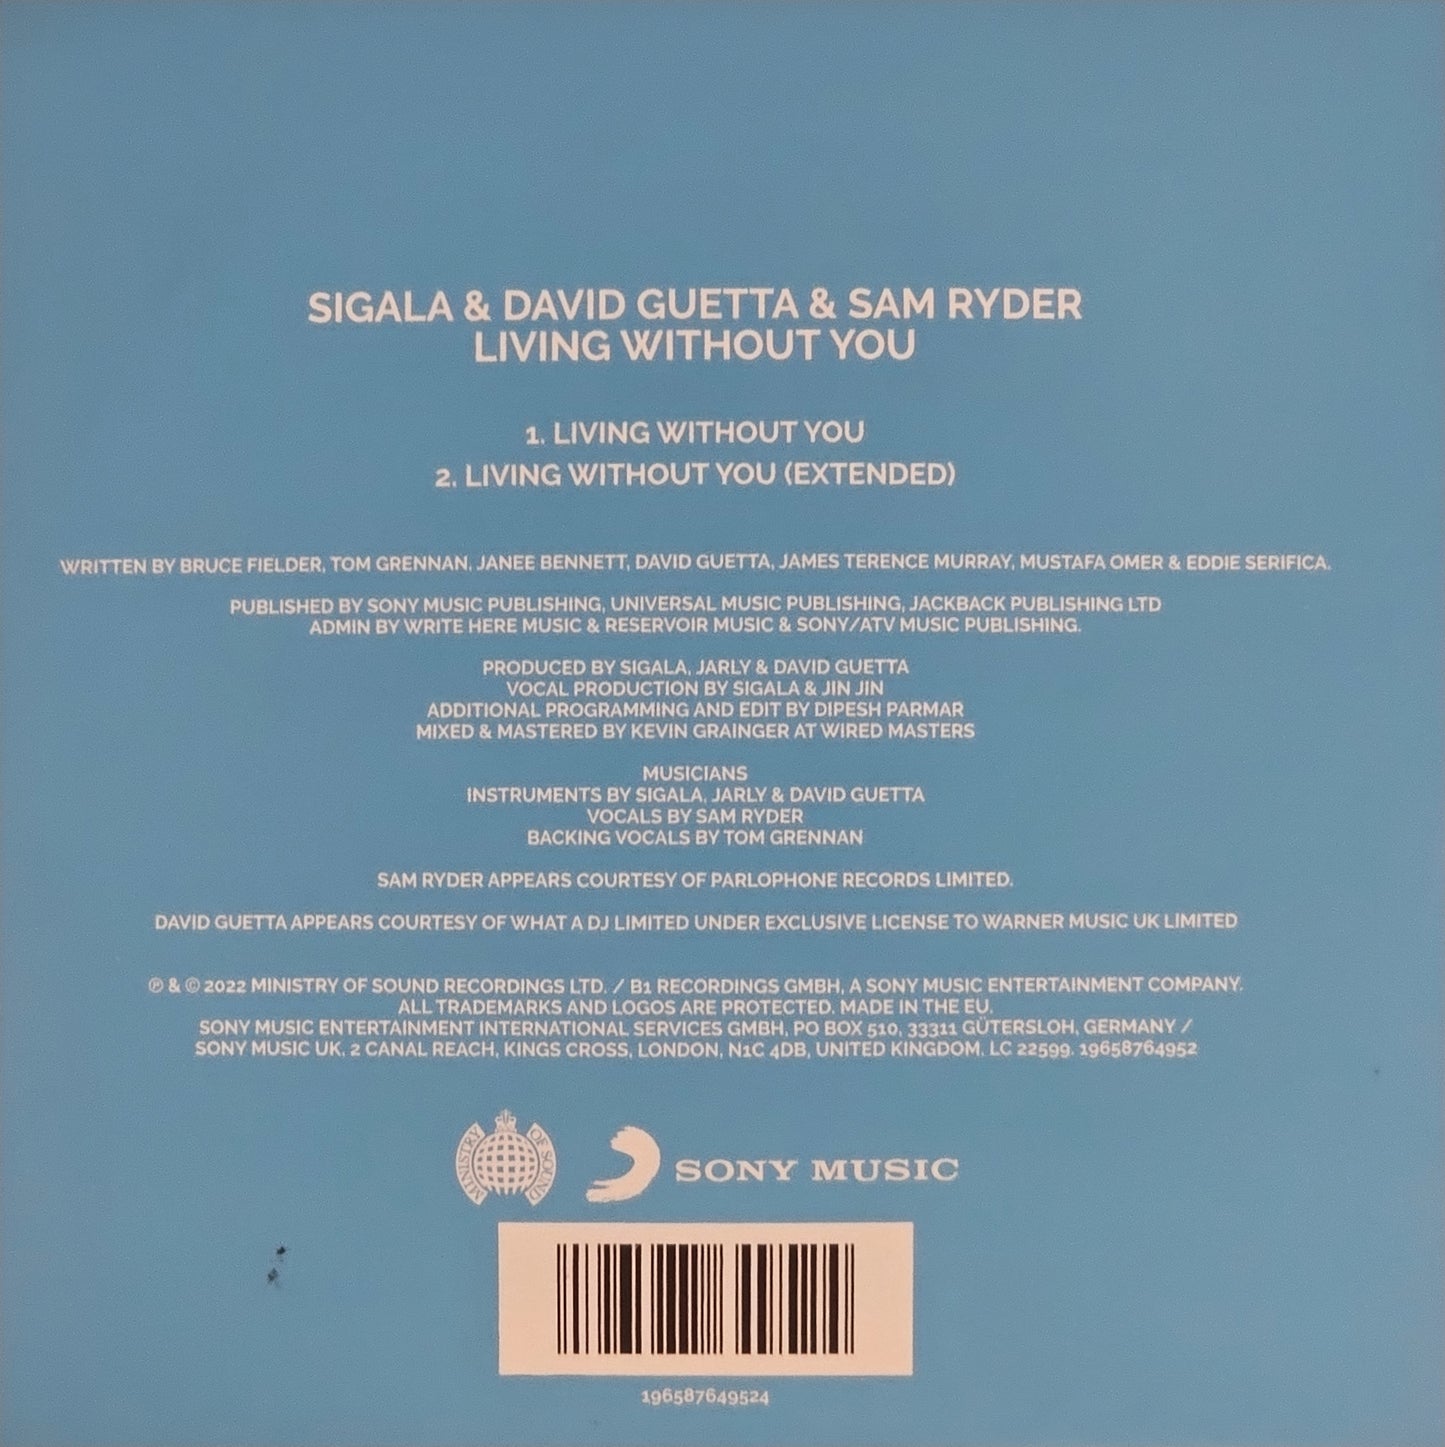 SIGALA & DAVID GUETTA & SAM RYDER
LIVING WITHOUT YOU
1. LIVING WITHOUT YOU
2. LIVING WITHOUT YOU (EXTENDED)
WRITTEN BY BRUCE FIELDER, TOM GRENNAN, JANEE BENNETT, DAVID GUETTA, JAMES TERENCE MURRAY, MUSTAFA OMER & EDDIE SERIFICA.
PUBLISHED BY SONY MUSIC PUBLISHING, UNIVERSAL MUSIC PUBLISHING, JACKBACK PUBLISHING LTD
ADMIN BY WRITE HERE MUSIC & RESERVOIR MUSIC & SONY/ATV MUSIC PUBLISHING.
PRODUCED BY SIGALA, JARLY & DAVID GUETTA
VOCAL PRODUCTION BY SIGALA & JIN JIN
ADDITIONAL PROGRAMMING AND EDIT BY DIPESH PARMAR
MIXED & MASTERED BY KEVIN GRAINGER AT WIRED MASTERS
MUSICIANS
INSTRUMENTS BY SIGALA, JARLY & DAVID GUETTA
VOCALS BY SAM RYDER
BACKING VOCALS BY TOM GRENNAN
SAM RYDER APPEARS COURTESY OF PARLOPHONE RECORDS LIMITED.
DAVID GUETTA APPEARS COURTESY OF WHAT A DJ LIMITED UNDER EXCLUSIVE LICENSE TO WARNER MUSIC UK LIMITED
℗ & © 2022 MINISTRY OF SOUND RECORDINGS LTD. / B1 RECORDINGS GMBH, A SONY MUSIC ENTERTAINMENT COMPANY.
ALL TRADEMARKS AND LOGOS ARE PROTECTED. MADE IN THE EU.
SONY MUSIC ENTERTAINMENT INTERNATIONAL SERVICES GMBH, PO BOX 510, 33311 GÜTERSLOH, GERMANY /
SONY MUSIC UK, 2 CANAL REACH, KINGS CROSS, LONDON, N1C 4DB, UNITED KINGDOM. LC 22599. 19658764952
MINISTRY OF SOUND
SONY MUSIC
196587649524